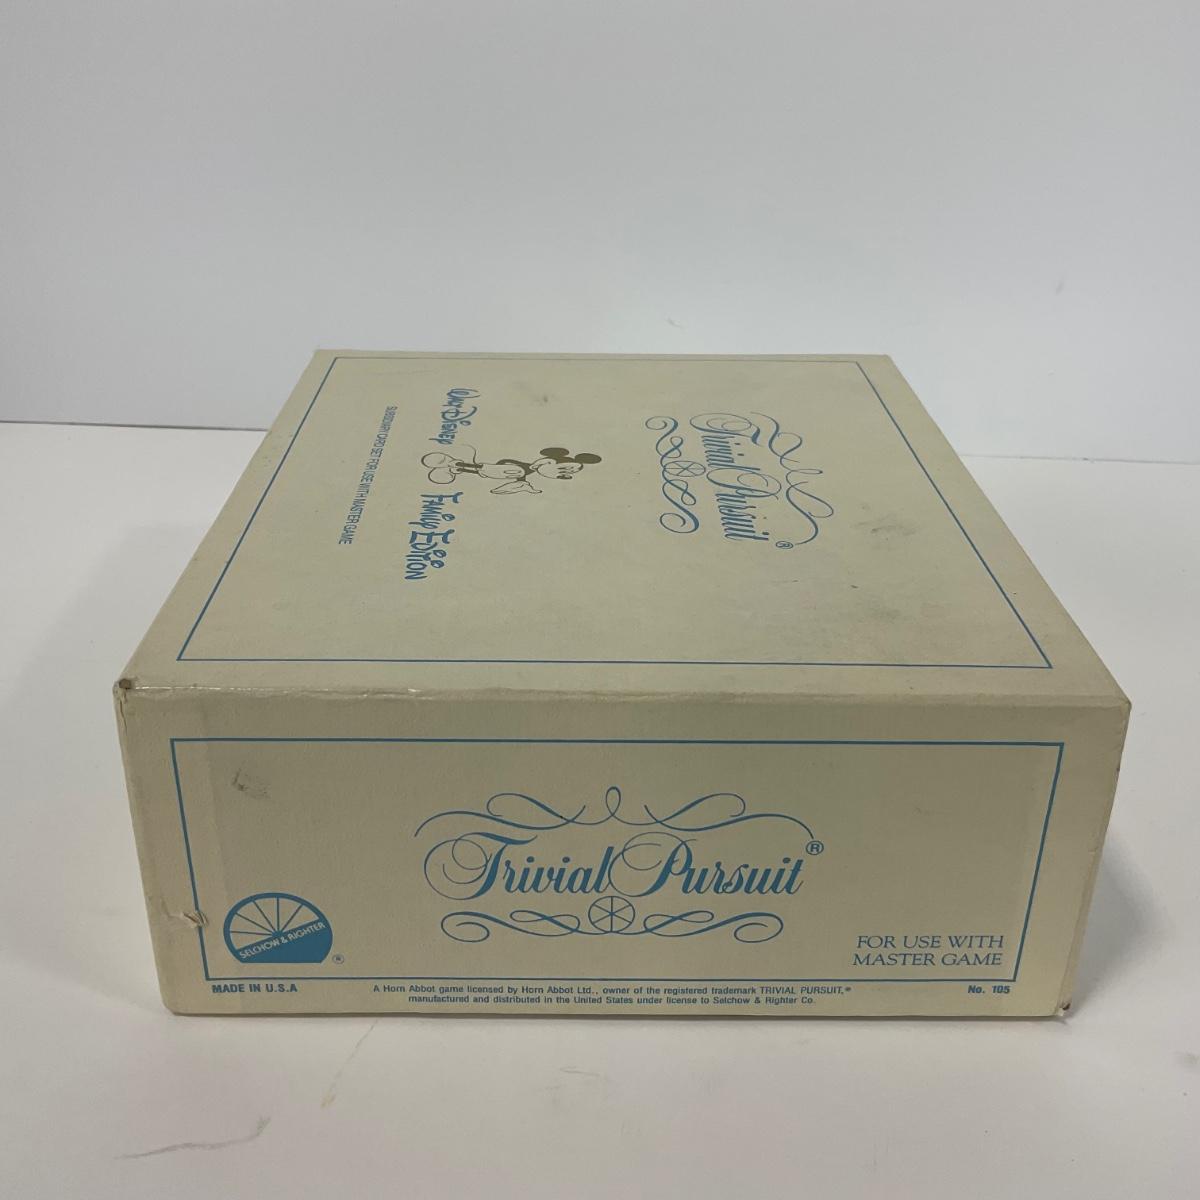 Trivial Pursuit®
Walt Disney
Family Edition
SUBSIDIARY CARD SET FOR USE WITH MASTER GAME
Trivial Pursuit®
SELCHOW & RIGHTER ®
FOR USE WITH
MASTER GAME
MADE IN U.S.A
A Horn Abbot game licensed by Horn Abbot Ltd., owner of the registered trademark TRIVIAL PURSUIT,®
manufactured and distributed in the United States under license to Selchow & Righter Co.
No. 105